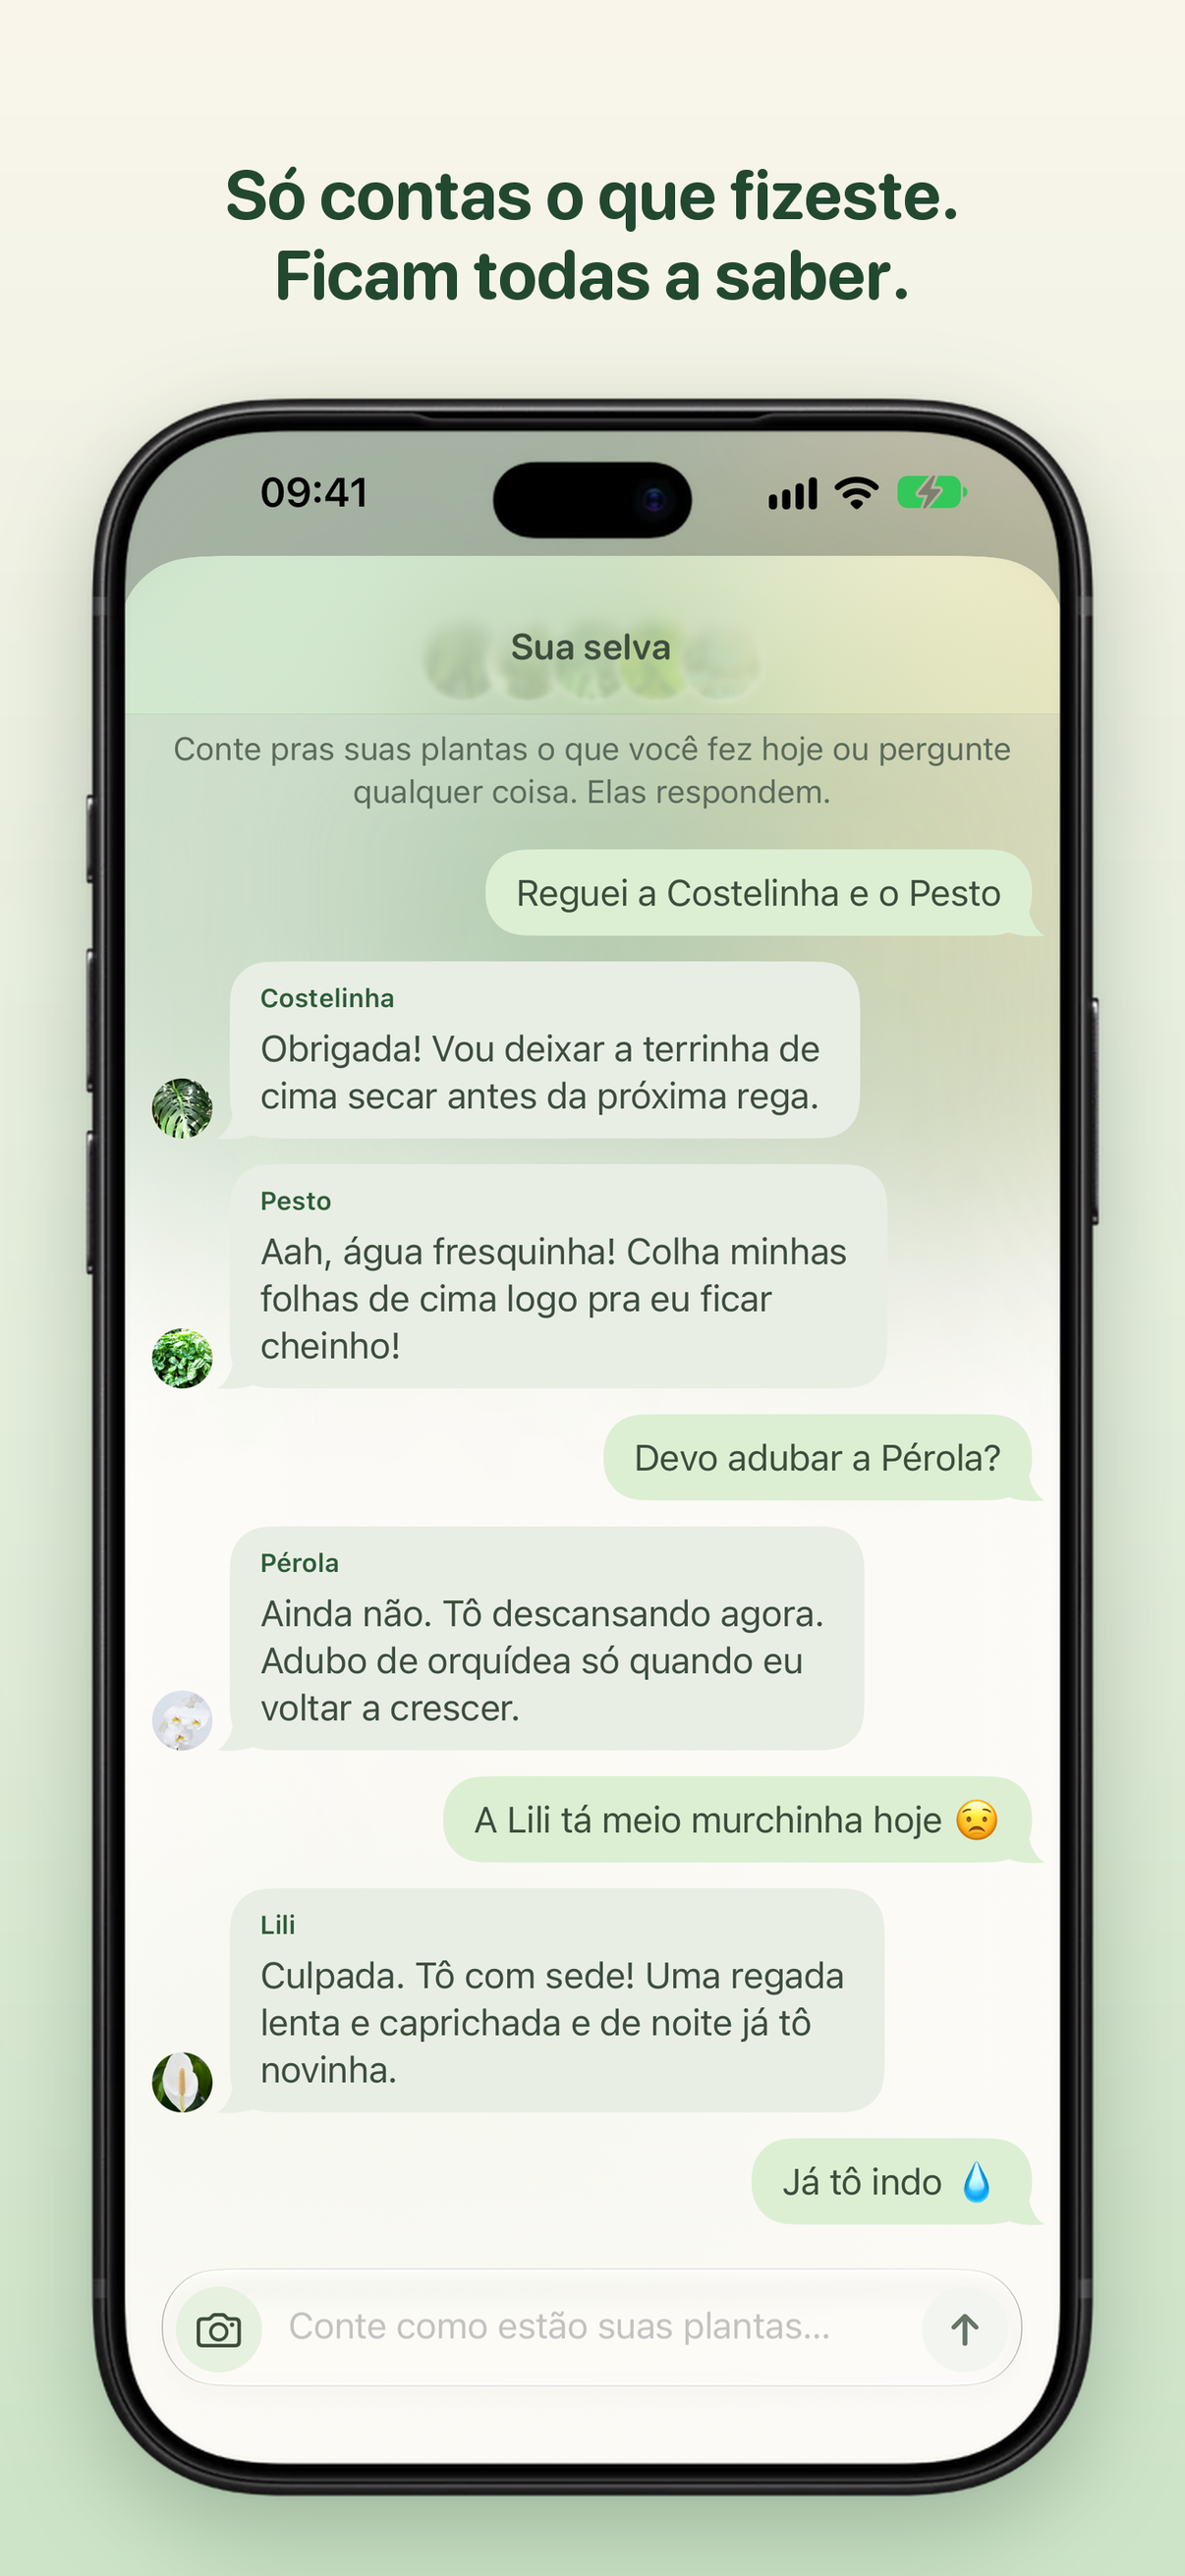 Só contas o que fizeste.
Ficam todas a saber.
09:41
Sua selva
Conte pras suas plantas o que você fez hoje ou pergunte
qualquer coisa. Elas respondem.
Reguei a Costelinha e o Pesto
Costelinha
Obrigada! Vou deixar a terrinha de
cima secar antes da próxima rega.
Pesto
Aah, água fresquinha! Colha minhas
folhas de cima logo pra eu ficar
cheinho!
Devo adubar a Pérola?
Pérola
Ainda não. Tô descansando agora.
Adubo de orquídea só quando eu
voltar a crescer.
A Lili tá meio murchinha hoje 😟
Lili
Culpada. Tô com sede! Uma regada
lenta e caprichada e de noite já tô
novinha.
Já tô indo 💧
Conte como estão suas plantas...